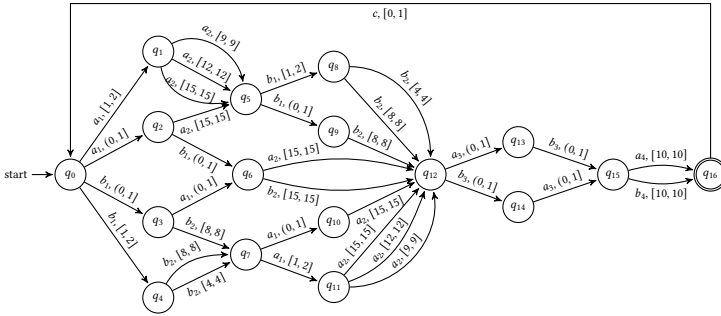 c, [0, 1]
start
q0
a1, [1, 2]
a1, (0, 1]
b1, (0, 1]
b1, [1, 2]
q1
q2
q3
q4
a2, [9, 9]
a2, [12, 12]
a2, [15, 15]
a2, [15, 15]
b1, (0, 1]
a1, (0, 1]
b2, [8, 8]
b2, [8, 8]
b2, [4, 4]
q5
q6
q7
b1, [1, 2]
b1, (0, 1]
a2, [15, 15]
b2, [15, 15]
a1, (0, 1]
a1, [1, 2]
q8
q9
q10
q11
b2, [4, 4]
b2, [8, 8]
b2, [8, 8]
a2, [15, 15]
a2, [15, 15]
a2, [12, 12]
a2, [9, 9]
q12
a3, (0, 1]
b3, (0, 1]
q13
q14
b3, (0, 1]
a3, (0, 1]
q15
a4, [10, 10]
b4, [10, 10]
q16